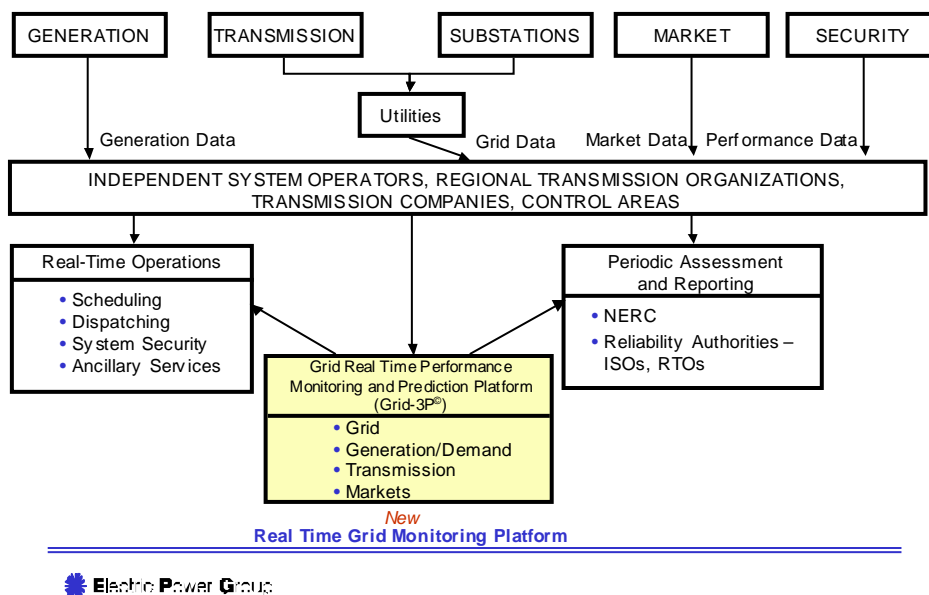 GENERATION
TRANSMISSION
SUBSTATIONS
MARKET
SECURITY
Utilities
Generation Data
Grid Data
Market Data
Performance Data
INDEPENDENT SYSTEM OPERATORS, REGIONAL TRANSMISSION ORGANIZATIONS,
TRANSMISSION COMPANIES, CONTROL AREAS
Real-Time Operations
• Scheduling
• Dispatching
• System Security
• Ancillary Services
Periodic Assessment
and Reporting
• NERC
• Reliability Authorities –
ISOs, RTOs
Grid Real Time Performance
Monitoring and Prediction Platform
(Grid-3P©)
• Grid
• Generation/Demand
• Transmission
• Markets
New
Real Time Grid Monitoring Platform
Electric Power Group